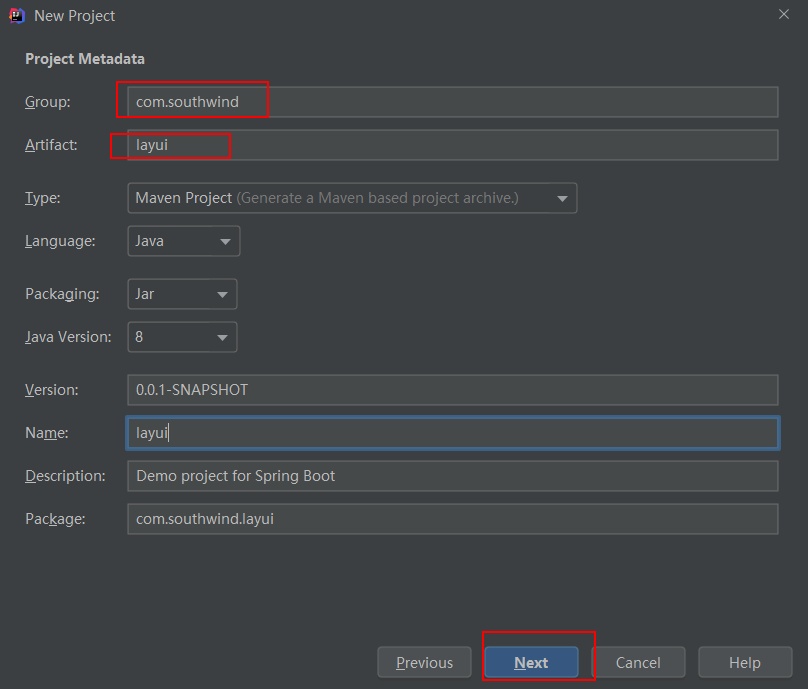 New Project
Project Metadata
Group: com.southwind
Artifact: layui
Type: Maven Project (Generate a Maven based project archive.)
Language: Java
Packaging: Jar
Java Version: 8
Version: 0.0.1-SNAPSHOT
Name: layui
Description: Demo project for Spring Boot
Package: com.southwind.layui
Previous Next Cancel Help